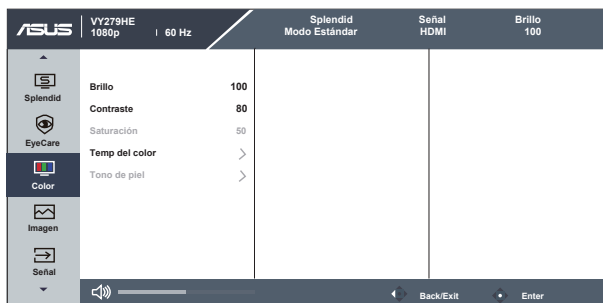 ASUS
VY279HE
1080p | 60 Hz
Splendid
Modo Estándar
Señal
HDMI
Brillo
100
Splendid
EyeCare
Color
Imagen
Señal
Brillo 100
Contraste 80
Saturación 50
Temp del color
Tono de piel
Back/Exit
Enter